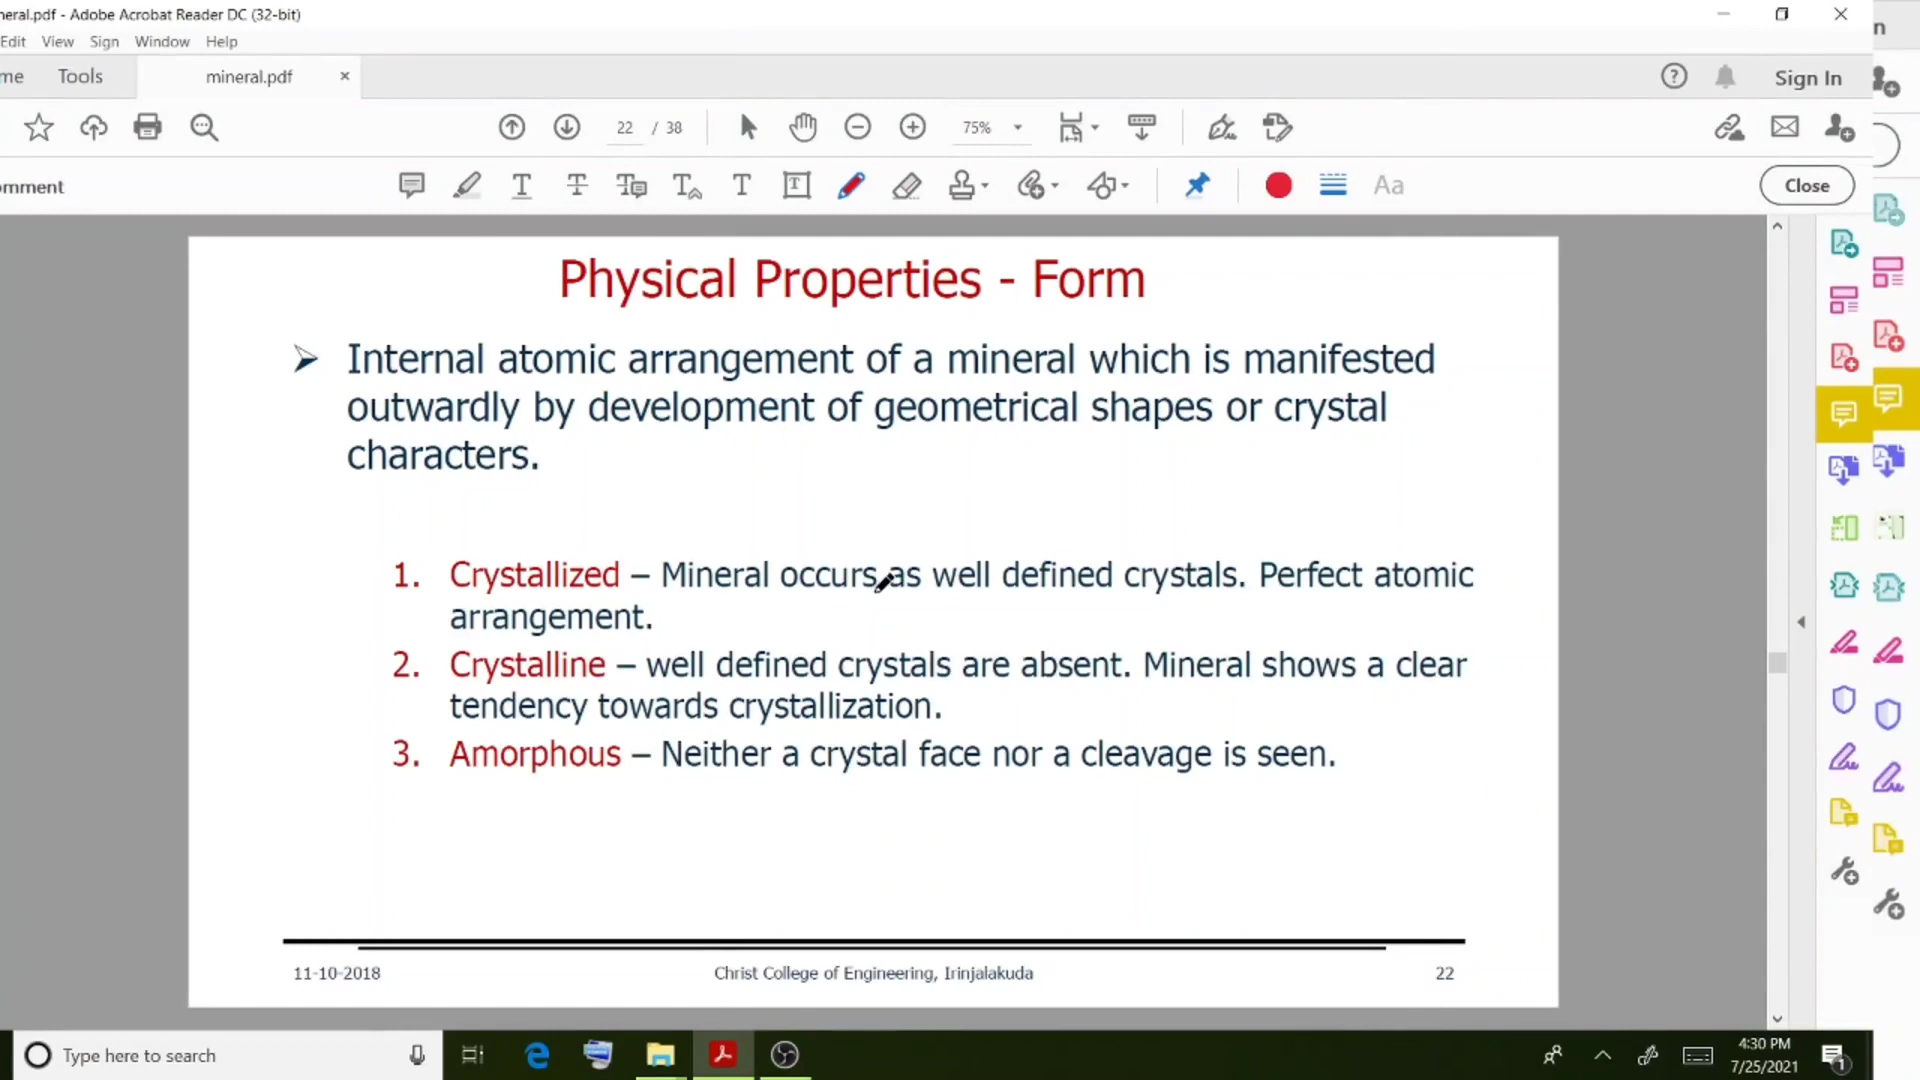 neral.pdf - Adobe Acrobat Reader DC (32-bit)
Edit View Sign Window Help
me Tools mineral.pdf Sign In
22 / 38 75%
omment Close
Physical Properties - Form
Internal atomic arrangement of a mineral which is manifested
outwardly by development of geometrical shapes or crystal
characters.
1. Crystallized – Mineral occurs as well defined crystals. Perfect atomic
arrangement.
2. Crystalline – well defined crystals are absent. Mineral shows a clear
tendency towards crystallization.
3. Amorphous – Neither a crystal face nor a cleavage is seen.
11-10-2018 Christ College of Engineering, Irinjalakuda 22
Type here to search
4:30 PM
7/25/2021
1